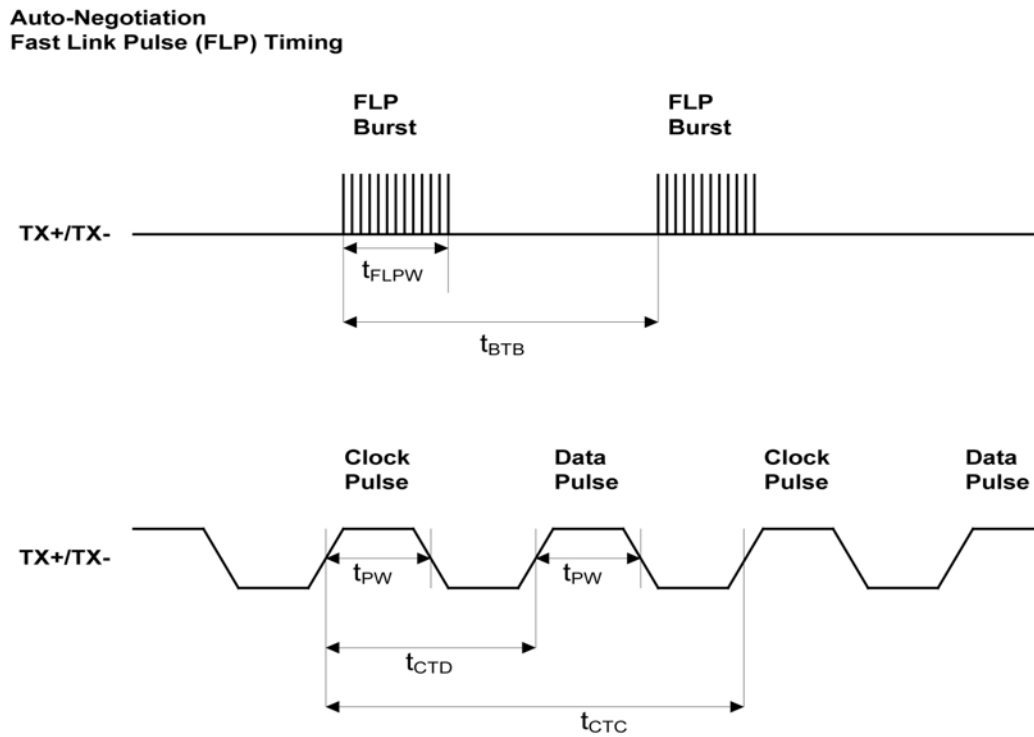 Auto-Negotiation
Fast Link Pulse (FLP) Timing
FLP
Burst
FLP
Burst
TX+/TX-
tFLPW
tBTB
Clock
Pulse
Data
Pulse
Clock
Pulse
Data
Pulse
TX+/TX-
tPW
tPW
tCTD
tCTC